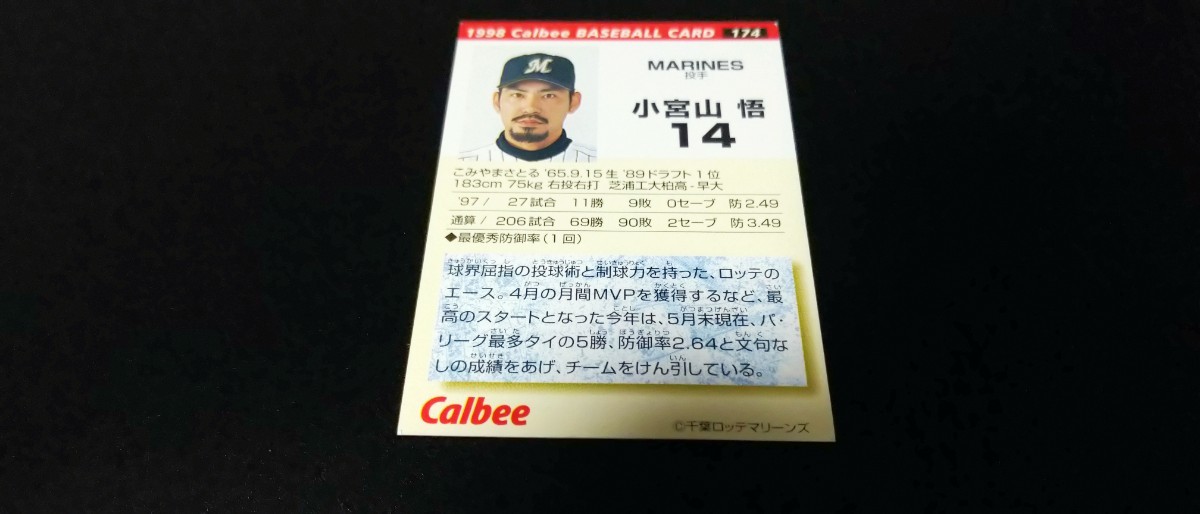 1998 Calbee BASEBALL CARD 174
M
MARINES
投手
小宮山 悟
14
こみやまさとる '65.9.15生 '89ドラフト1位
183cm 75kg 右投右打 芝浦工大柏高-早大
'97/ 27試合 11勝 9敗 0セーブ 防2.49
通算/ 206試合 69勝 90敗 2セーブ 防3.49
◆最優秀防御率(1回)
球界屈指の投球術と制球力を持った、ロッテの
エース。4月の月間MVPを獲得するなど、最
高のスタートとなった今年は、5月末現在、パ・
リーグ最多タイの5勝、防御率2.64と文句な
しの成績をあげ、チームをけん引している。
Calbee
©千葉ロッテマリーンズ